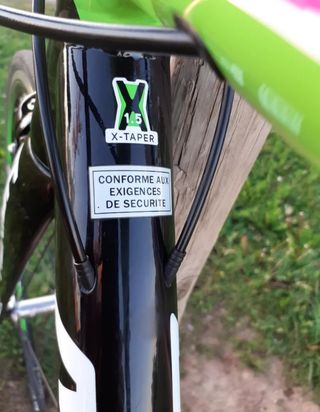 X
1.5
X-TAPER
CONFORME AUX
EXIGENCES
DE SECURITE